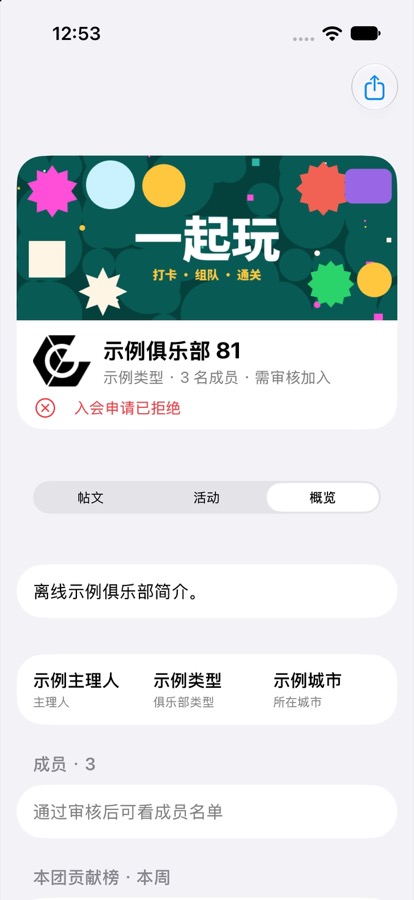 12:53
一起玩
打卡 • 组队 • 通关
示例俱乐部 81
示例类型 · 3 名成员 · 需审核加入
入会申请已拒绝
帖文 活动 概览
离线示例俱乐部简介。
示例主理人 示例类型 示例城市
主理人 俱乐部类型 所在城市
成员 · 3
通过审核后可看成员名单
本团贡献榜 · 本周